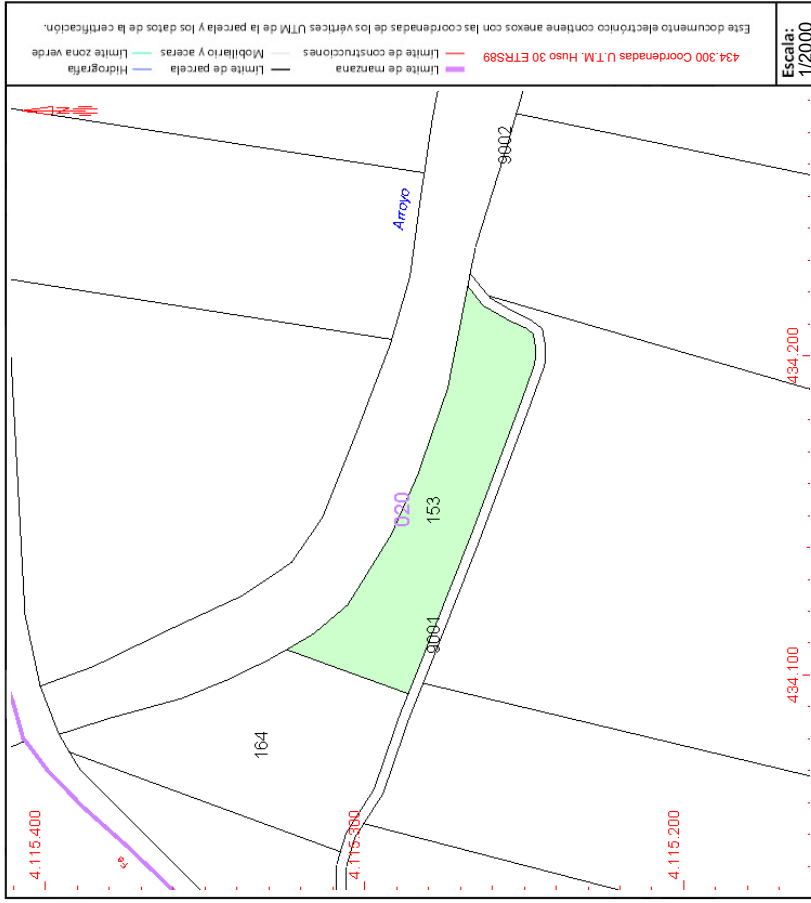 Este documento electrónico contiene anexos con las coordenadas de los vértices UTM de la parcela y los datos de la certificación.
434.300 Coordenadas U.T.M. Huso 30 ETRS89
Límite de manzana
Límite de construcciones
Límite de parcela
Mobiliario y aceras
Hidrografía
Límite zona verde
Escala:
1/2000
9002
Arroyo
434.200
020
153
9001
434.100
164
4.115.400
4.115.300
4.115.200